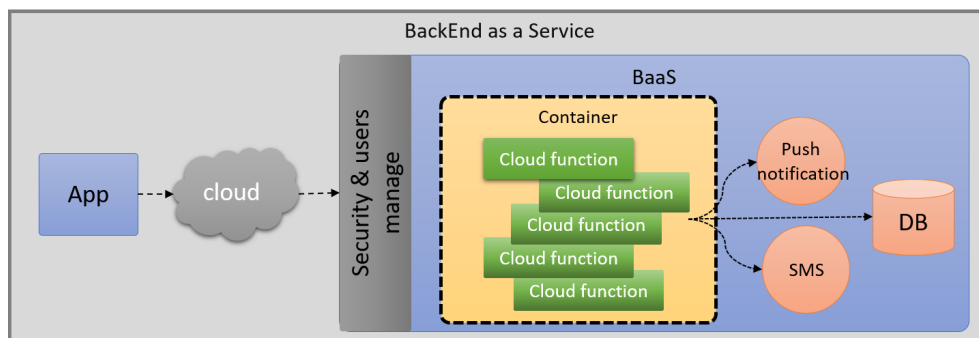 BackEnd as a Service
BaaS
App
cloud
Security & users
manage
Container
Cloud function
Cloud function
Cloud function
Cloud function
Cloud function
Push
notification
DB
SMS